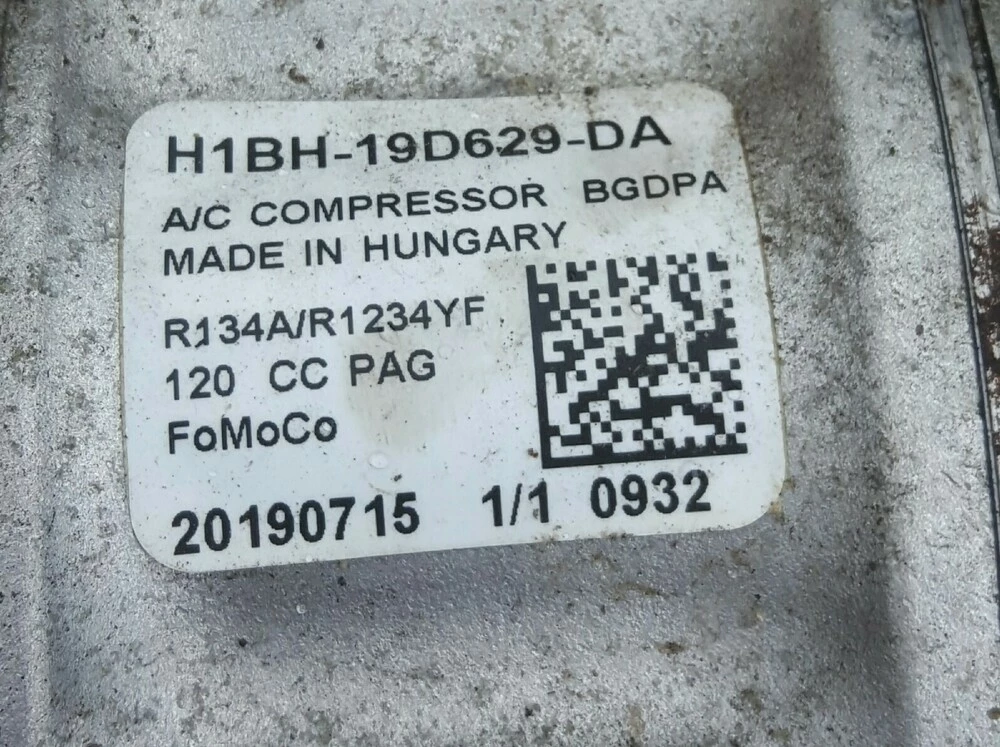 H1BH-19D629-DA
A/C COMPRESSOR BGDPA
MADE IN HUNGARY
R134A/R1234YF
120 CC PAG
FoMoCo
20190715 1/1 0932